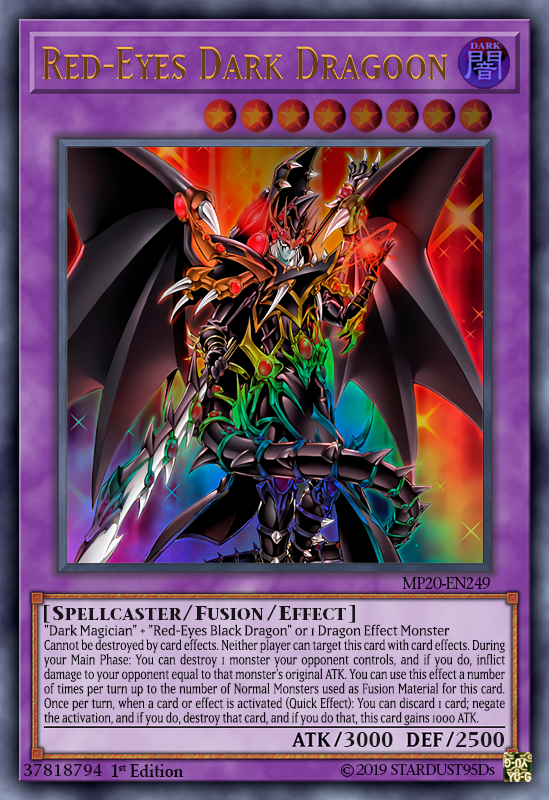 Red-Eyes Dark Dragoon
DARK
闇
MP20-EN249
[Spellcaster/Fusion/Effect]
"Dark Magician" + "Red-Eyes Black Dragon" or 1 Dragon Effect Monster
Cannot be destroyed by card effects. Neither player can target this card with card effects. During
your Main Phase: You can destroy 1 monster your opponent controls, and if you do, inflict
damage to your opponent equal to that monster's original ATK. You can use this effect a number
of times per turn up to the number of Normal Monsters used as Fusion Material for this card.
Once per turn, when a card or effect is activated (Quick Effect): You can discard 1 card; negate
the activation, and if you do, destroy that card, and if you do that, this card gains 1000 ATK.
ATK/3000 DEF/2500
37818794 1st Edition
©2019 STARDUST95Ds